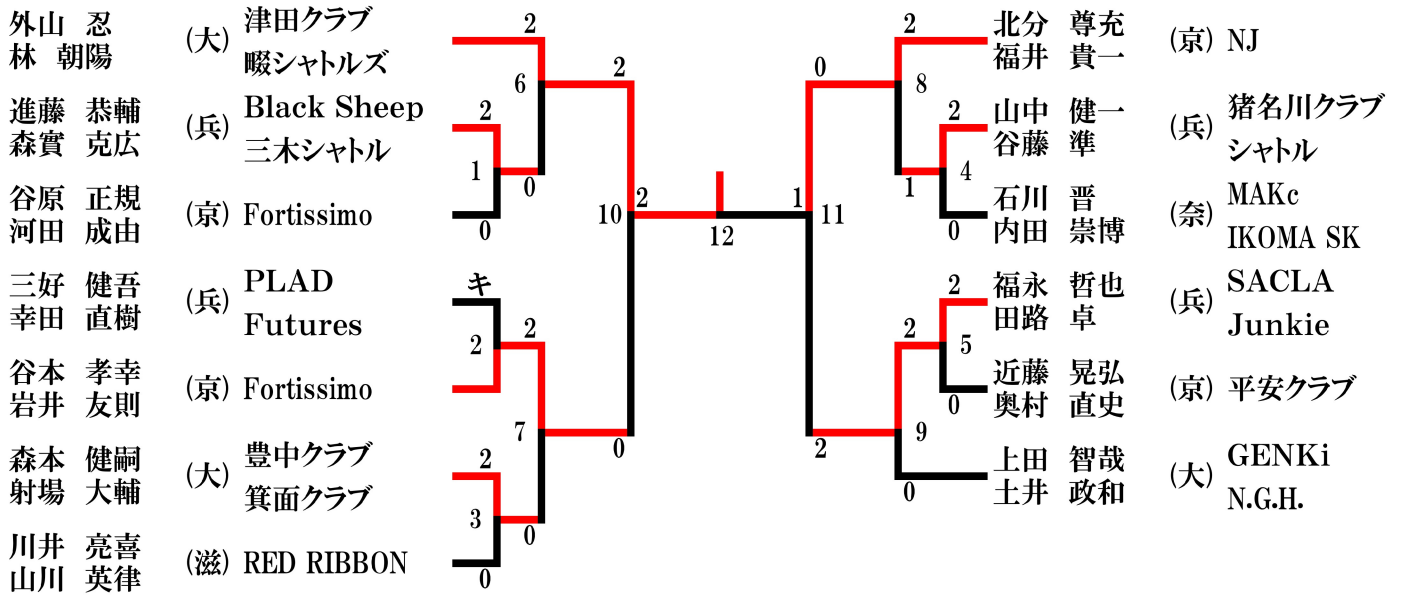 外山 忍
林 朝陽
(大)
津田クラブ
畷シャトルズ
進藤 恭輔
森實 克広
(兵)
Black Sheep
三木シャトル
谷原 正規
河田 成由
(京)
Fortissimo
三好 健吾
幸田 直樹
(兵)
PLAD
Futures
谷本 孝幸
岩井 友則
(京)
Fortissimo
森本 健嗣
射場 大輔
(大)
豊中クラブ
箕面クラブ
川井 亮喜
山川 英律
(滋)
RED RIBBON
2
6
2
2
1
0
0
キ
2
2
7
2
3
0
0
10
2
0
12
0
2
8
2
4
1
0
1
11
2
2
5
0
9
2
0
北分 尊充
福井 貴一
(京)
NJ
山中 健一
谷藤 準
(兵)
猪名川クラブ
シャトル
石川 晋
内田 崇博
(奈)
MAKc
IKOMA SK
福永 哲也
田路 卓
(兵)
SACLA
Junkie
近藤 晃弘
奥村 直史
(京)
平安クラブ
上田 智哉
土井 政和
(大)
GENKi
N.G.H.